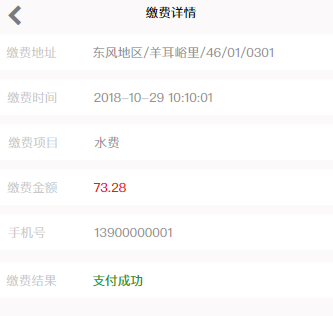 缴费详情
缴费地址 东风地区/羊耳峪里/46/01/0301
缴费时间 2018-10-29 10:10:01
缴费项目 水费
缴费金额 73.28
手机号 13900000001
缴费结果 支付成功